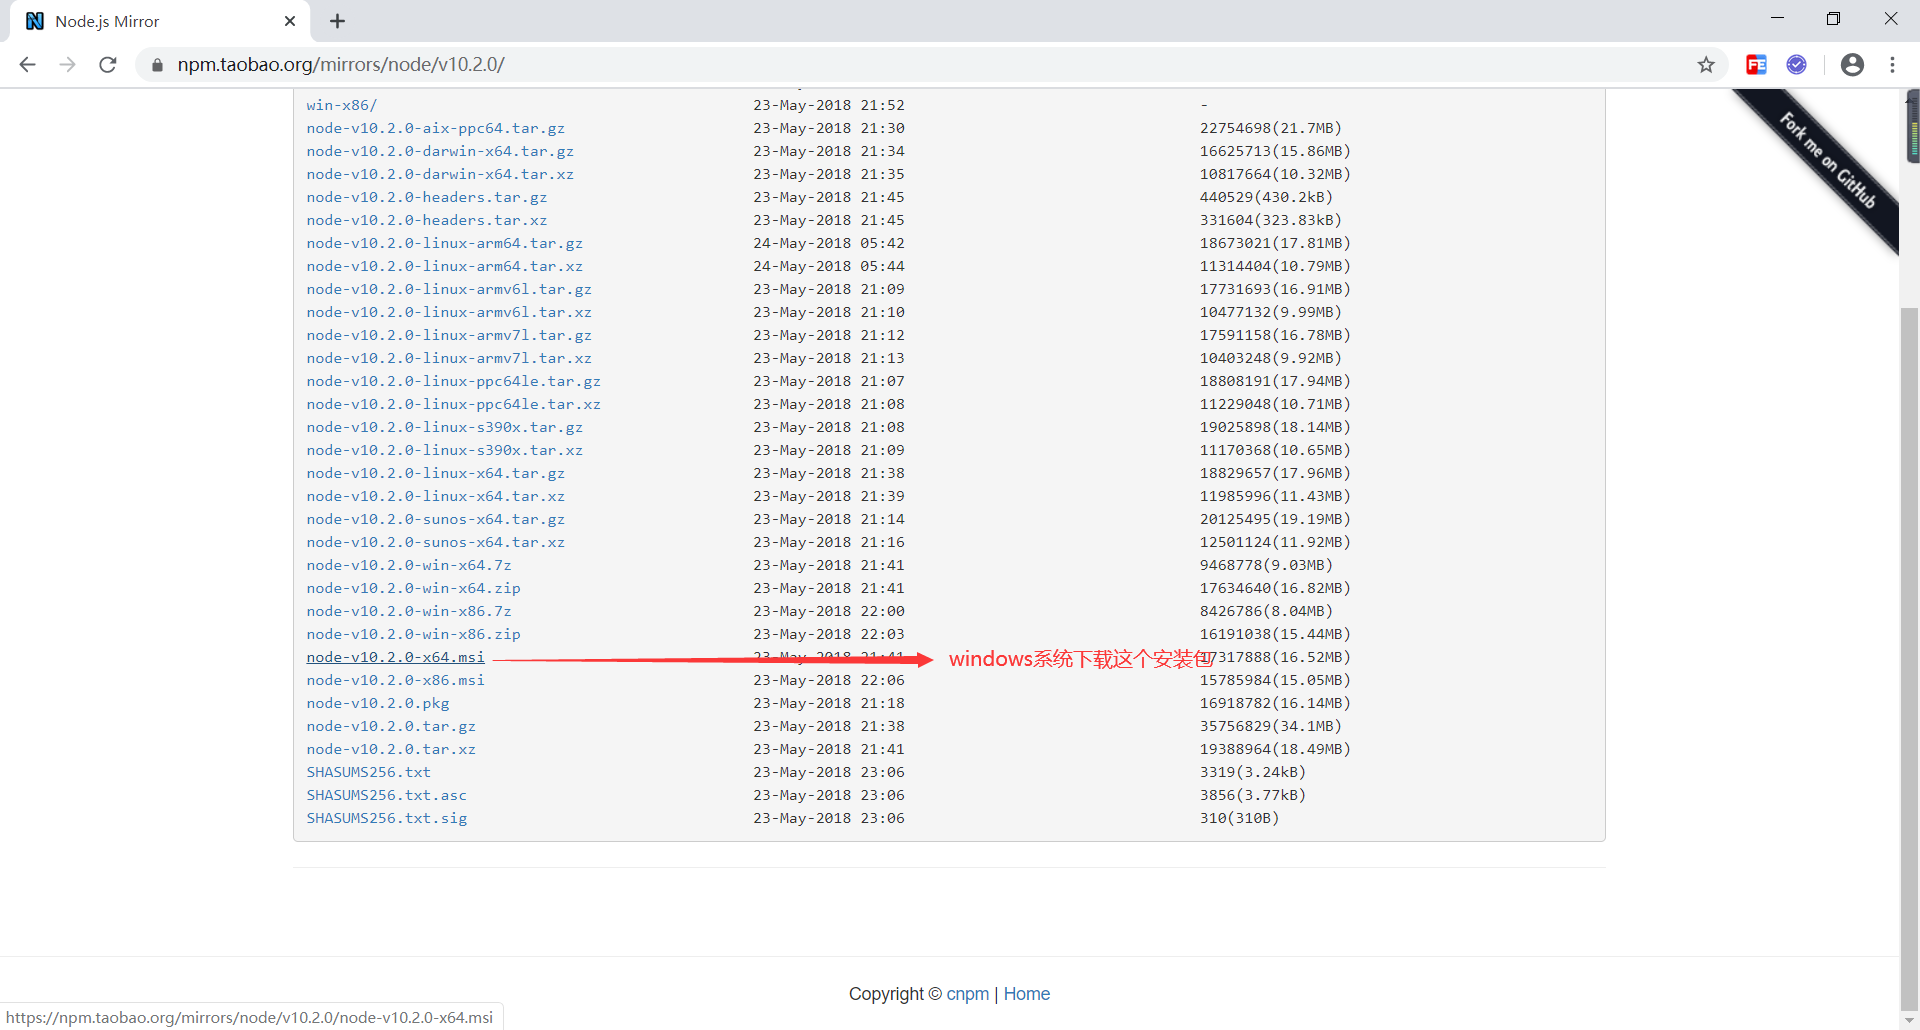 Node.js Mirror
npm.taobao.org/mirrors/node/v10.2.0/
win-x86/ 23-May-2018 21:52 -
node-v10.2.0-aix-ppc64.tar.gz 23-May-2018 21:30 22754698(21.7MB)
node-v10.2.0-darwin-x64.tar.gz 23-May-2018 21:34 16625713(15.86MB)
node-v10.2.0-darwin-x64.tar.xz 23-May-2018 21:35 10817664(10.32MB)
node-v10.2.0-headers.tar.gz 23-May-2018 21:45 440529(430.2kB)
node-v10.2.0-headers.tar.xz 23-May-2018 21:45 331604(323.83kB)
node-v10.2.0-linux-arm64.tar.gz 24-May-2018 05:42 18673021(17.81MB)
node-v10.2.0-linux-arm64.tar.xz 24-May-2018 05:44 11314404(10.79MB)
node-v10.2.0-linux-armv6l.tar.gz 23-May-2018 21:09 17731693(16.91MB)
node-v10.2.0-linux-armv6l.tar.xz 23-May-2018 21:10 10477132(9.99MB)
node-v10.2.0-linux-armv7l.tar.gz 23-May-2018 21:12 17591158(16.78MB)
node-v10.2.0-linux-armv7l.tar.xz 23-May-2018 21:13 10403248(9.92MB)
node-v10.2.0-linux-ppc64le.tar.gz 23-May-2018 21:07 18808191(17.94MB)
node-v10.2.0-linux-ppc64le.tar.xz 23-May-2018 21:08 11229048(10.71MB)
node-v10.2.0-linux-s390x.tar.gz 23-May-2018 21:08 19025898(18.14MB)
node-v10.2.0-linux-s390x.tar.xz 23-May-2018 21:09 11170368(10.65MB)
node-v10.2.0-linux-x64.tar.gz 23-May-2018 21:38 18829657(17.96MB)
node-v10.2.0-linux-x64.tar.xz 23-May-2018 21:39 11985996(11.43MB)
node-v10.2.0-sunos-x64.tar.gz 23-May-2018 21:14 20125495(19.19MB)
node-v10.2.0-sunos-x64.tar.xz 23-May-2018 21:16 12501124(11.92MB)
node-v10.2.0-win-x64.7z 23-May-2018 21:41 9468778(9.03MB)
node-v10.2.0-win-x64.zip 23-May-2018 21:41 17634640(16.82MB)
node-v10.2.0-win-x86.7z 23-May-2018 22:00 8426786(8.04MB)
node-v10.2.0-win-x86.zip 23-May-2018 22:03 16191038(15.44MB)
node-v10.2.0-x64.msi 23-May-2018 21:41 windows系统下载这个安装包 17317888(16.52MB)
node-v10.2.0-x86.msi 23-May-2018 22:06 15785984(15.05MB)
node-v10.2.0.pkg 23-May-2018 21:18 16918782(16.14MB)
node-v10.2.0.tar.gz 23-May-2018 21:38 35756829(34.1MB)
node-v10.2.0.tar.xz 23-May-2018 21:41 19388964(18.49MB)
SHASUMS256.txt 23-May-2018 23:06 3319(3.24kB)
SHASUMS256.txt.asc 23-May-2018 23:06 3856(3.77kB)
SHASUMS256.txt.sig 23-May-2018 23:06 310(310B)
Fork me on GitHub
Copyright © cnpm | Home
https://npm.taobao.org/mirrors/node/v10.2.0/node-v10.2.0-x64.msi